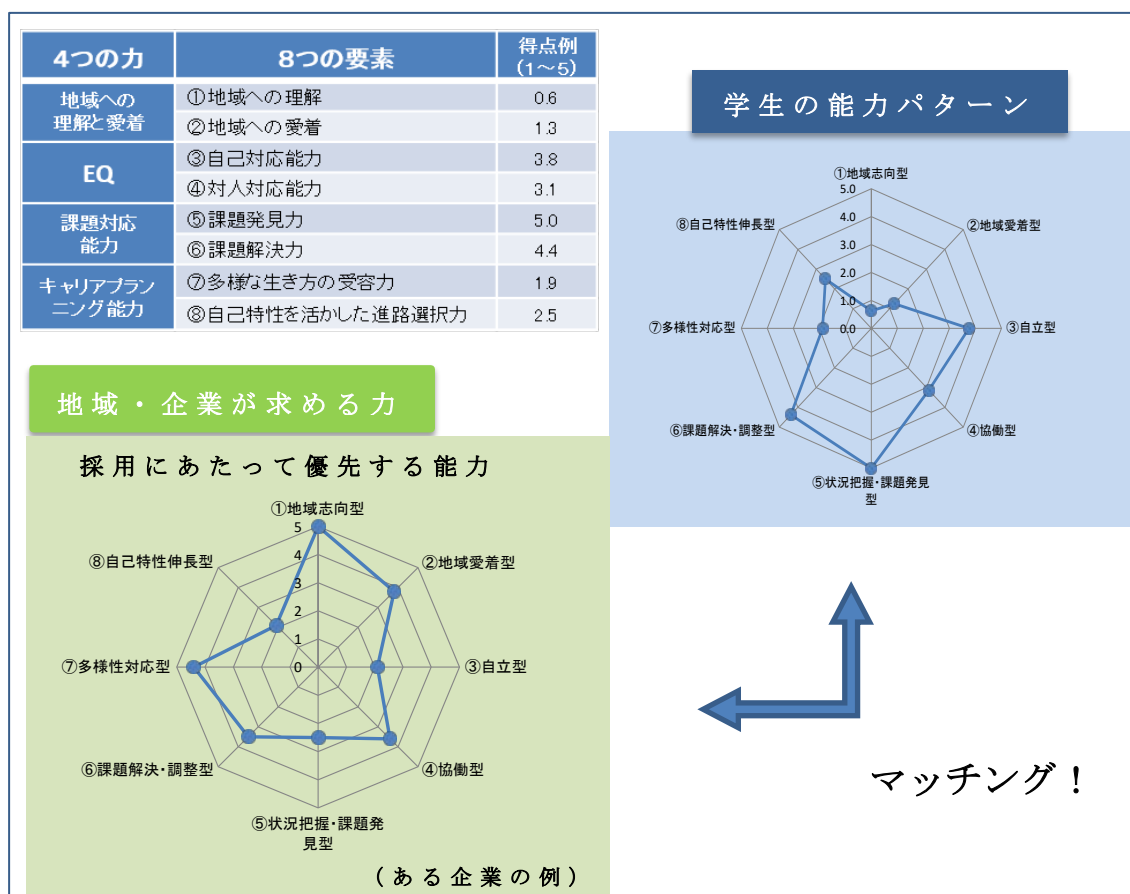 4つの力 8つの要素 得点例
(1~5)
地域への
理解と愛着
①地域への理解 0.6
②地域への愛着 1.3
EQ
③自己対応能力 3.8
④対人対応能力 3.1
課題対応
能力
⑤課題発見力 5.0
⑥課題解決力 4.4
キャリアプラン
ニング能力
⑦多様な生き方の受容力 1.9
⑧自己特性を活かした進路選択力 2.5
学生の能力パターン
①地域志向型
②地域愛着型
③自立型
④協働型
⑤状況把握・課題発見
型
⑥課題解決・調整型
⑦多様性対応型
⑧自己特性伸長型
5.0
4.0
3.0
2.0
1.0
0.0
地域・企業が求める力
採用にあたって優先する能力
①地域志向型
②地域愛着型
③自立型
④協働型
⑤状況把握・課題発
見型
⑥課題解決・調整型
⑦多様性対応型
⑧自己特性伸長型
5
4
3
2
1
0
(ある企業の例)
マッチング!